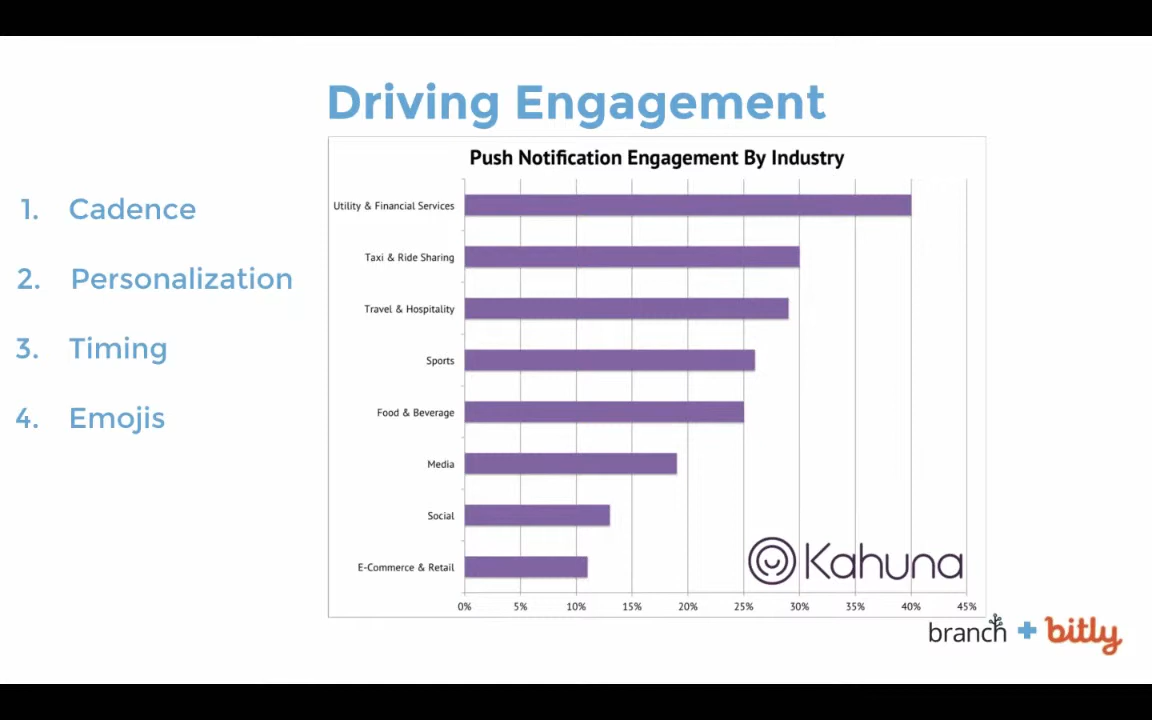 Driving Engagement
1. Cadence
2. Personalization
3. Timing
4. Emojis
Push Notification Engagement By Industry
Utility & Financial Services
Taxi & Ride Sharing
Travel & Hospitality
Sports
Food & Beverage
Media
Social
E-Commerce & Retail
0% 5% 10% 15% 20% 25% 30% 35% 40% 45%
Kahuna
branch + bitly